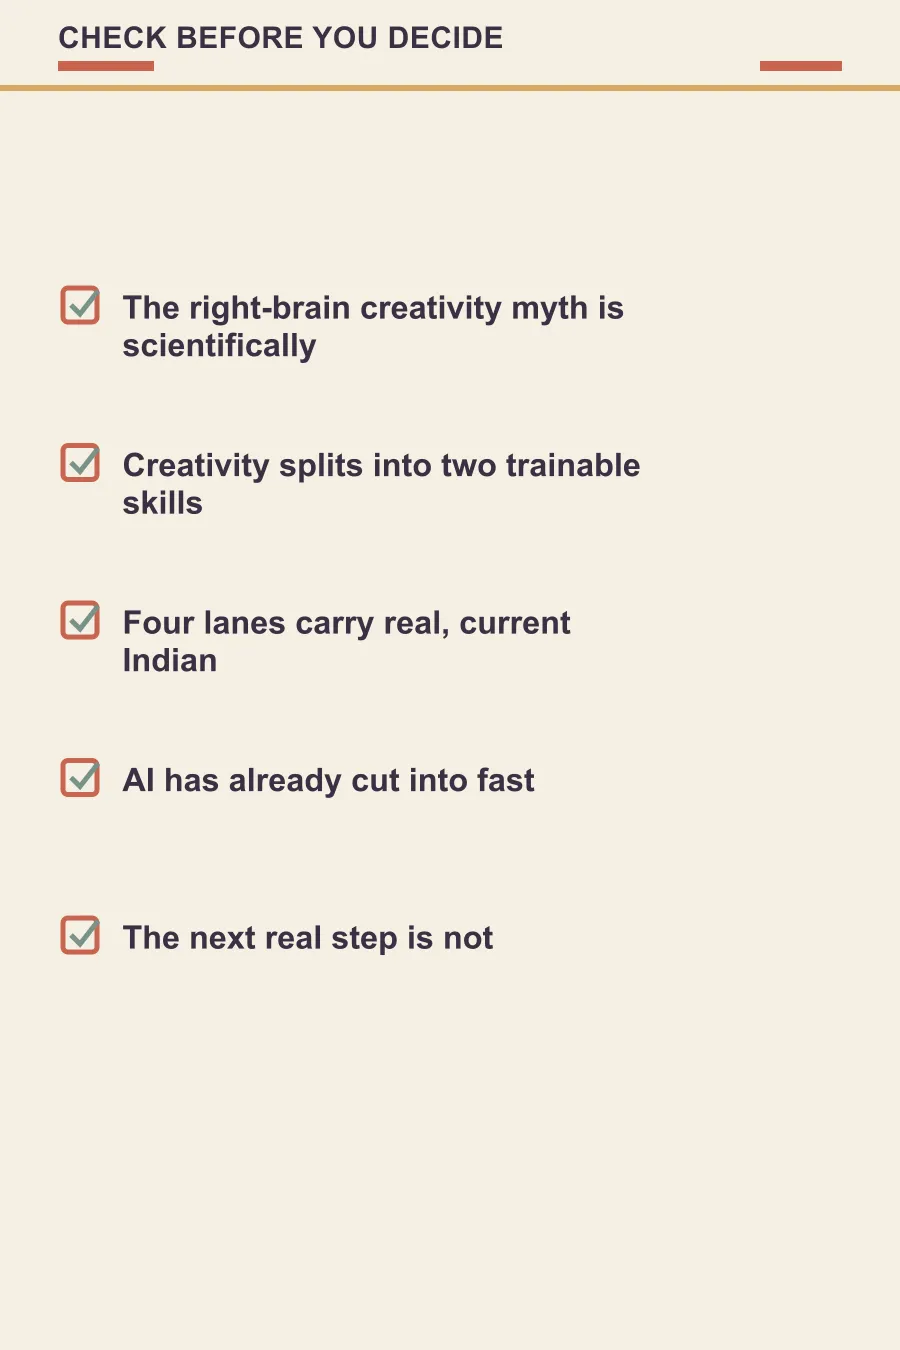 CHECK BEFORE YOU DECIDE
The right-brain creativity myth is
scientifically
Creativity splits into two trainable
skills
Four lanes carry real, current
Indian
AI has already cut into fast
The next real step is not